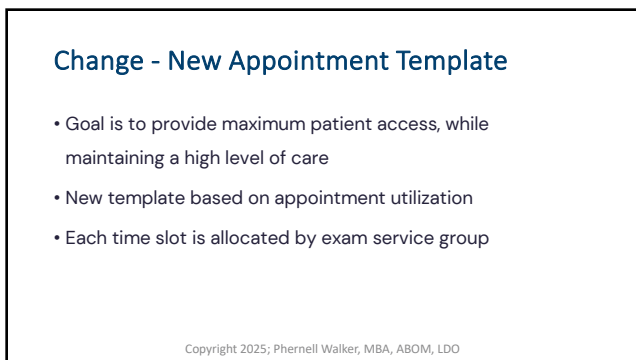 Change - New Appointment Template
• Goal is to provide maximum patient access, while
maintaining a high level of care
• New template based on appointment utilization
• Each time slot is allocated by exam service group
Copyright 2025; Phernell Walker, MBA, ABOM, LDO